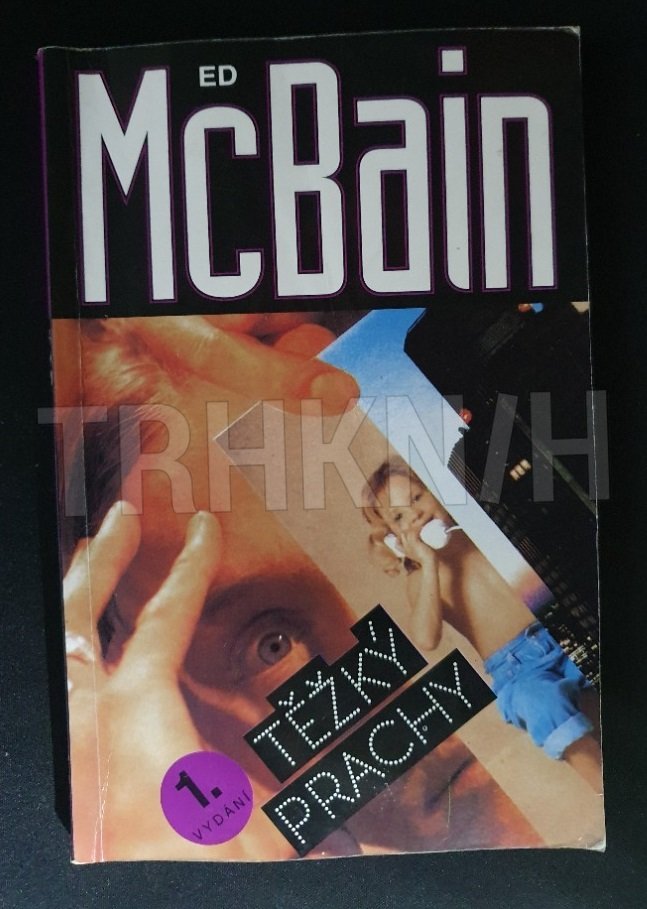 ED
McBain
TRHKNIH
TĚŽKÝ
PRACHY
1.
VYDÁNÍ